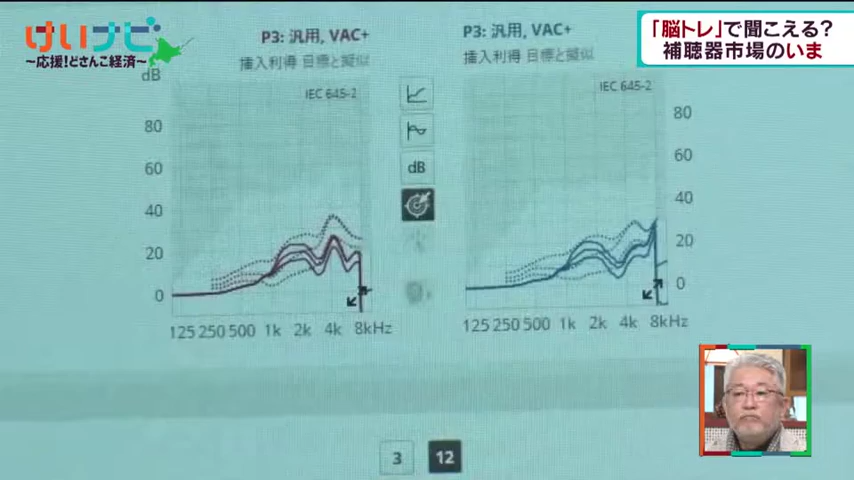 けいナビ
～応援!どさんこ経済～
「脳トレ」で聞こえる?
補聴器市場のいま
P3: 汎用, VAC+
挿入利得 目標と擬似
IEC 645-2
dB
80
60
40
20
0
125 250 500 1k 2k 4k 8kHz
dB
P3: 汎用, VAC+
挿入利得 目標と擬似
IEC 645-2
80
60
40
20
0
125 250 500 1k 2k 4k 8kHz
3 12